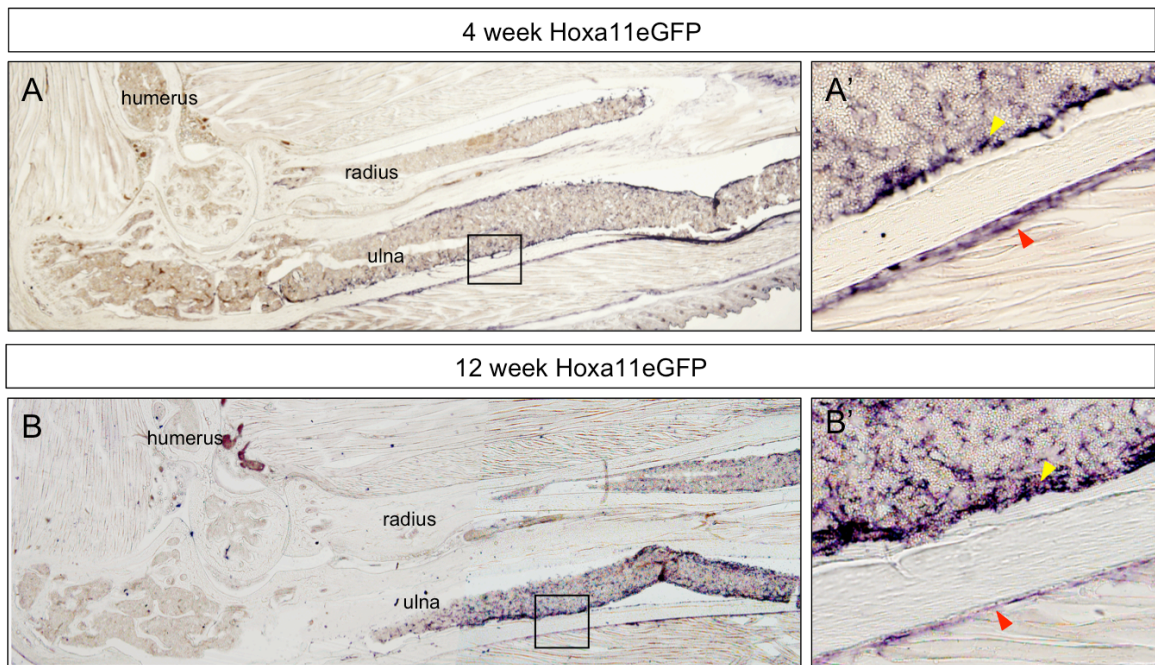 4 week Hoxa11eGFP
A
humerus
radius
ulna
A'
12 week Hoxa11eGFP
B
humerus
radius
ulna
B'